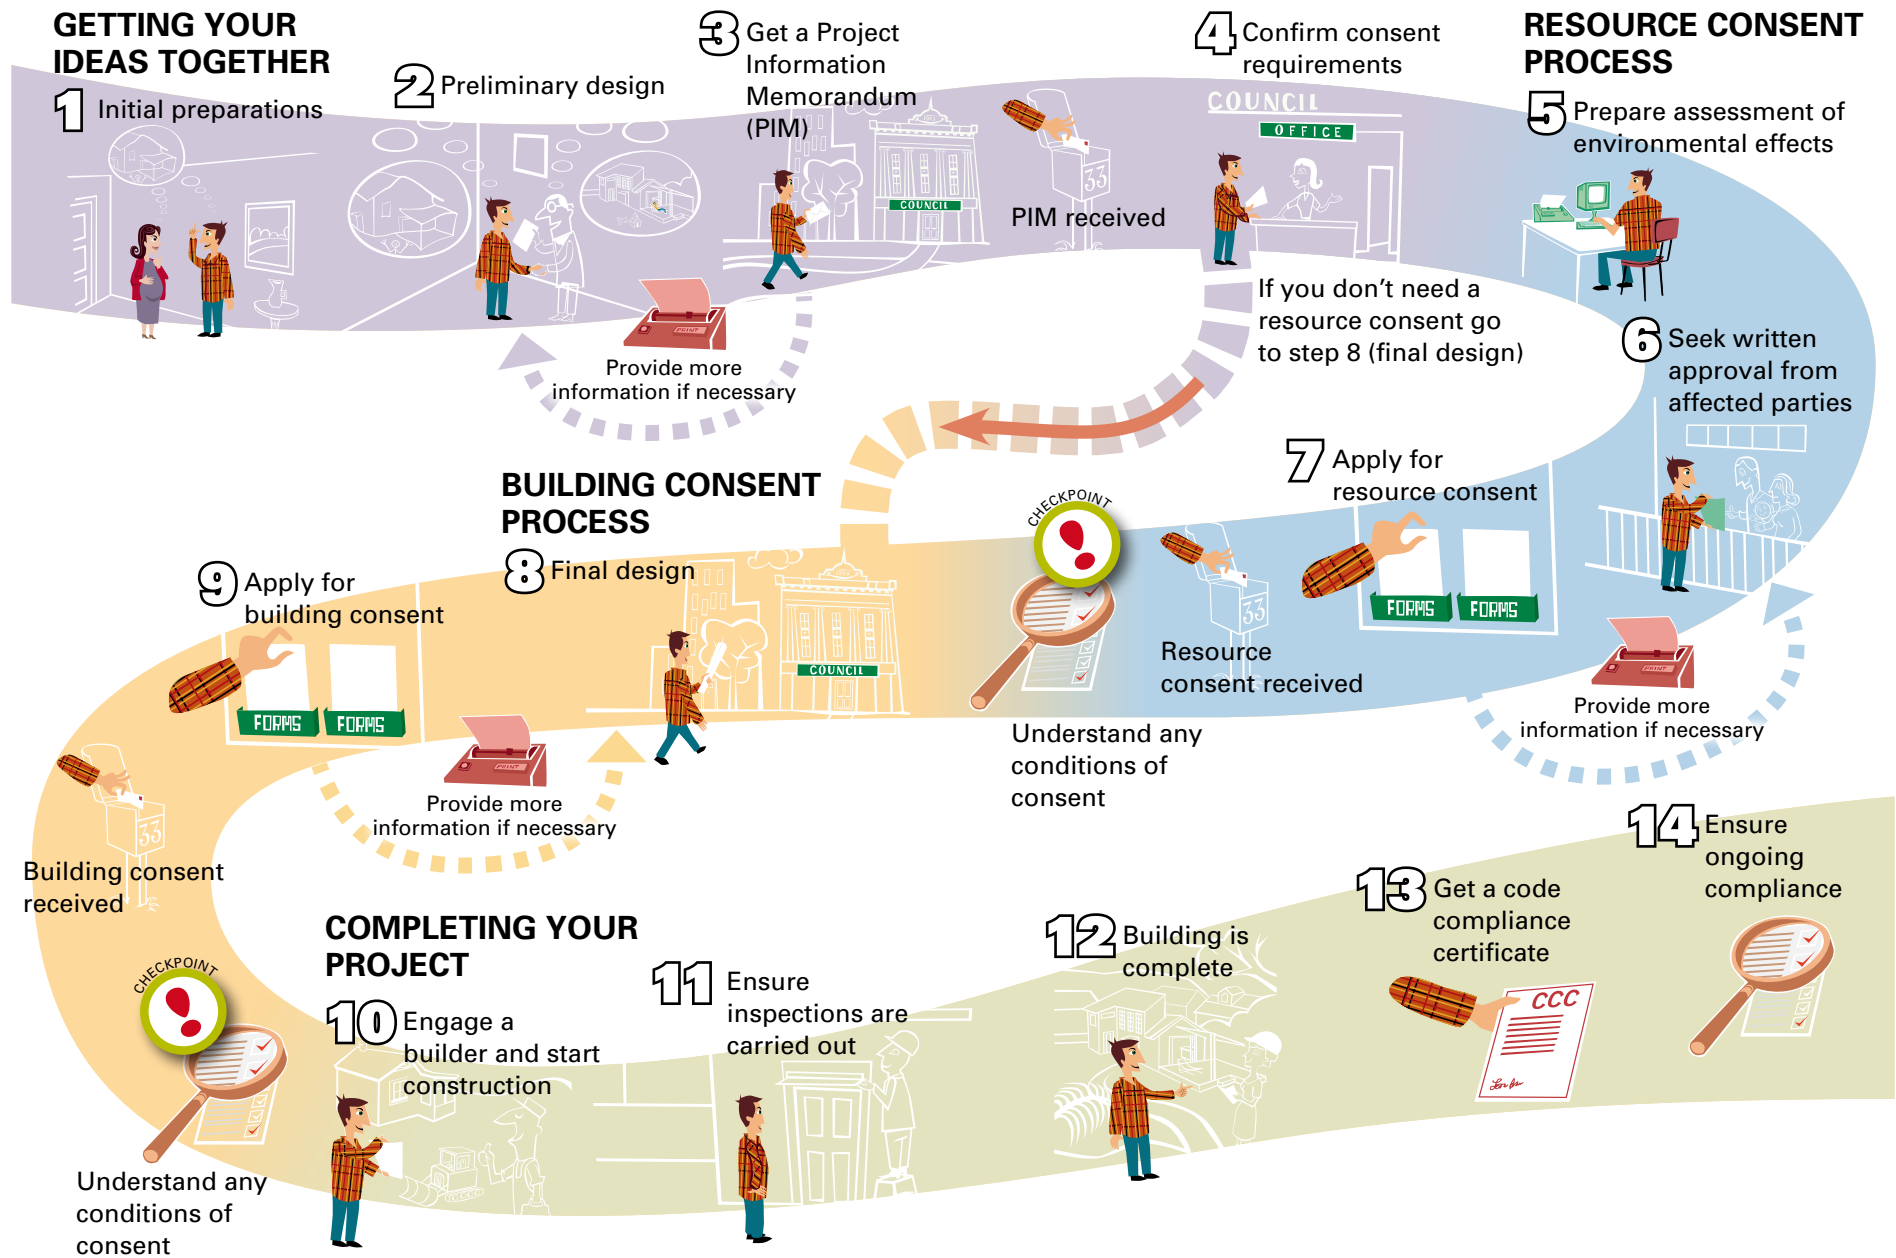 GETTING YOUR
IDEAS TOGETHER
1 Initial preparations
2 Preliminary design
3 Get a Project
Information
Memorandum
(PIM)
COUNCIL
PRINT
Provide more
information if necessary
33
PIM received
4 Confirm consent
requirements
COUNCIL
OFFICE
If you don’t need a
resource consent go
to step 8 (final design)
RESOURCE CONSENT
PROCESS
5 Prepare assessment of
environmental effects
6 Seek written
approval from
affected parties
7 Apply for
resource consent
FORMS FORMS
PRINT
Provide more
information if necessary
33
Resource
consent received
CHECKPOINT
Understand any
conditions of
consent
BUILDING CONSENT
PROCESS
8 Final design
COUNCIL
9 Apply for
building consent
FORMS FORMS
PRINT
Provide more
information if necessary
33
Building consent
received
CHECKPOINT
Understand any
conditions of
consent
COMPLETING YOUR
PROJECT
10 Engage a
builder and start
construction
11 Ensure
inspections are
carried out
12 Building is
complete
13 Get a code
compliance
certificate
CCC
14 Ensure
ongoing
compliance